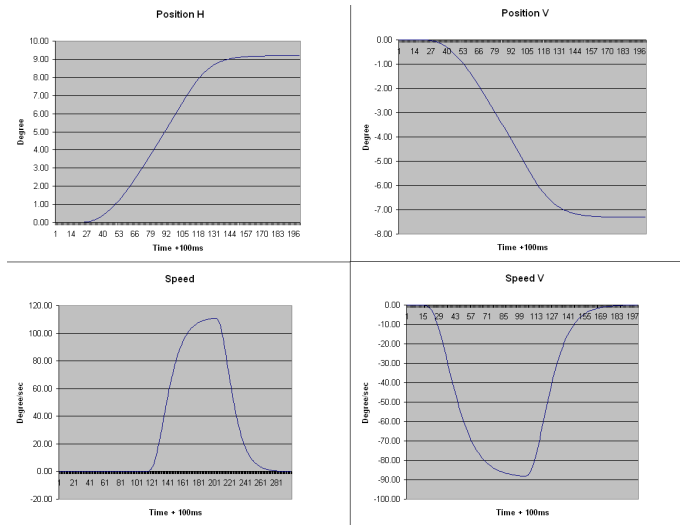 Position H
10.00
9.00
8.00
7.00
6.00
5.00
4.00
3.00
2.00
1.00
0.00
Degree
1 14 27 40 53 66 79 92 105 118 131 144 157 170 183 196
Time +100ms
Position V
0.00
1 14 27 40 53 66 79 92 105 118 131 144 157 170 183 196
-1.00
-2.00
-3.00
-4.00
-5.00
-6.00
-7.00
-8.00
Degree
Time +100ms
Speed
120.00
100.00
80.00
60.00
40.00
20.00
0.00
-20.00
Degree/sec
1 21 41 61 81 101 121 141 161 181 201 221 241 261 281
Time + 100ms
Speed V
0.00
1 15 29 43 57 71 85 99 113 127 141 155 169 183 197
-10.00
-20.00
-30.00
-40.00
-50.00
-60.00
-70.00
-80.00
-90.00
-100.00
Degree/sec
Time + 100ms